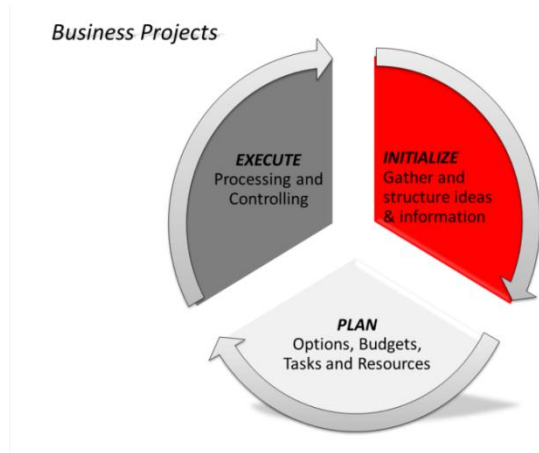 Business Projects
EXECUTE
Processing and
Controlling
INITIALIZE
Gather and
structure ideas
& information
PLAN
Options, Budgets,
Tasks and Resources